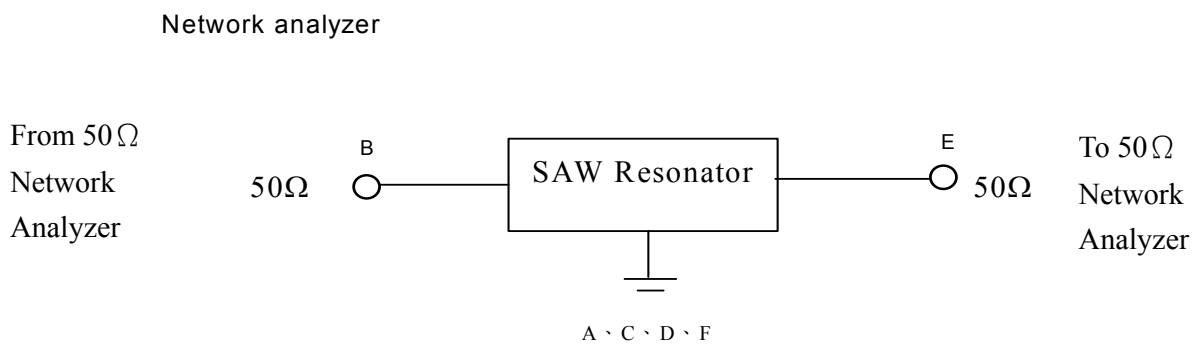 Network analyzer
From 50Ω
Network
Analyzer
50Ω
B
SAW Resonator
E
50Ω
To 50Ω
Network
Analyzer
A、C、D、F